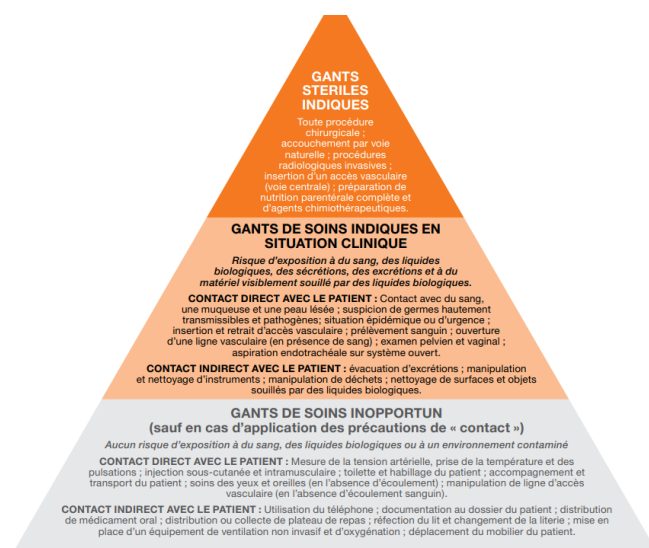 GANTS
STERILES
INDIQUES
Toute procédure
chirurgicale ;
accouchement par voie
naturelle ; procédures
radiologiques invasives ;
insertion d'un accès vasculaire
(voie centrale) ; préparation de
nutrition parentérale complète et
d'agents chimiothérapeutiques.
GANTS DE SOINS INDIQUES EN
SITUATION CLINIQUE
Risque d'exposition à du sang, des liquides
biologiques, des sécrétions, des excrétions et à du
matériel visiblement souillé par des liquides biologiques.
CONTACT DIRECT AVEC LE PATIENT : Contact avec du sang,
une muqueuse et une peau lésée ; suspicion de germes hautement
transmissibles et pathogènes; situation épidémique ou d'urgence ;
insertion et retrait d'accès vasculaire ; prélèvement sanguin ; ouverture
d'une ligne vasculaire (en présence de sang) ; examen pelvien et vaginal ;
aspiration endotrachéale sur système ouvert.
CONTACT INDIRECT AVEC LE PATIENT : évacuation d'excrétions ; manipulation
et nettoyage d'instruments ; manipulation de déchets ; nettoyage de surfaces et objets
souillés par des liquides biologiques.
GANTS DE SOINS INOPPORTUN
(sauf en cas d'application des précautions de « contact »)
Aucun risque d'exposition à du sang, des liquides biologiques ou à un environnement contaminé
CONTACT DIRECT AVEC LE PATIENT : Mesure de la tension artérielle, prise de la température et des
pulsations ; injection sous-cutanée et intramusculaire ; toilette et habillage du patient ; accompagnement et
transport du patient ; soins des yeux et oreilles (en l'absence d'écoulement) ; manipulation de ligne d'accès
vasculaire (en l'absence d'écoulement sanguin).
CONTACT INDIRECT AVEC LE PATIENT : Utilisation du téléphone ; documentation au dossier du patient ; distribution
de médicament oral ; distribution ou collecte de plateau de repas ; réfection du lit et changement de la literie ; mise en
place d'un équipement de ventilation non invasif et d'oxygénation ; déplacement du mobilier du patient.